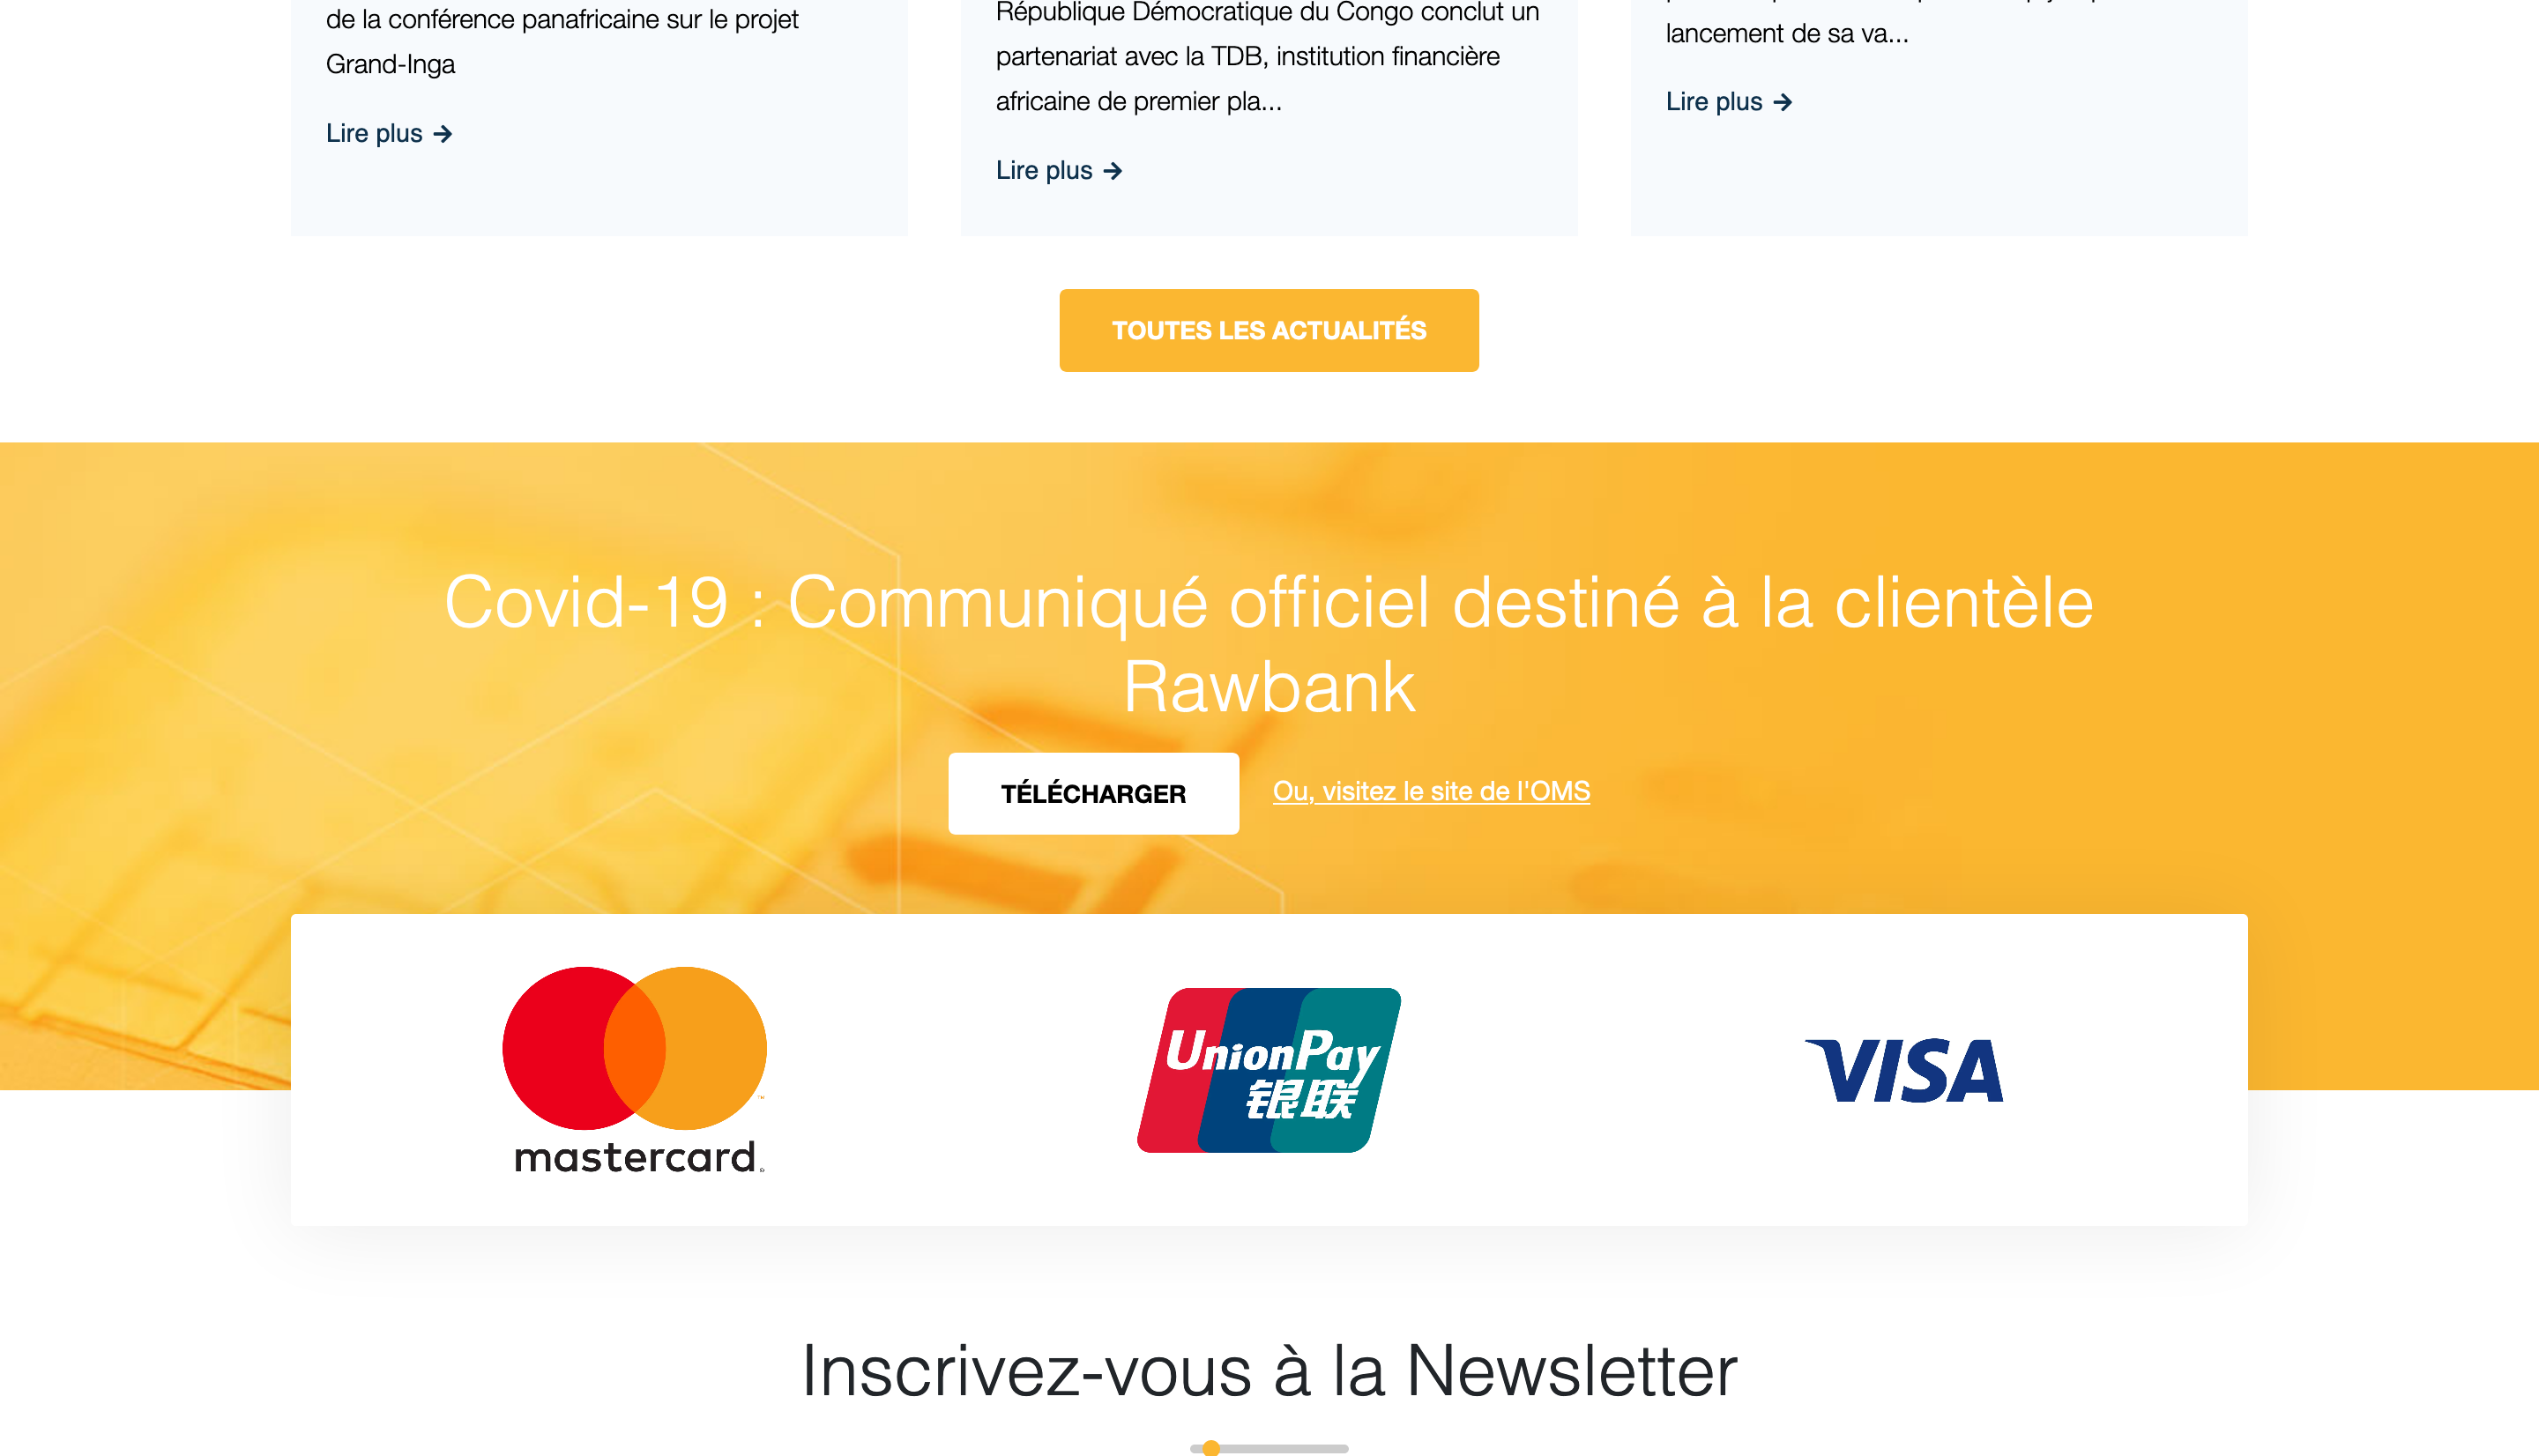 de la conférence panafricaine sur le projet
Grand-Inga
Lire plus →
République Démocratique du Congo conclut un
partenariat avec la TDB, institution financière
africaine de premier pla...
Lire plus →
lancement de sa va...
Lire plus →
TOUTES LES ACTUALITÉS
Covid-19 : Communiqué officiel destiné à la clientèle
Rawbank
TÉLÉCHARGER
Ou, visitez le site de l'OMS
mastercard
UnionPay
银联
VISA
Inscrivez-vous à la Newsletter